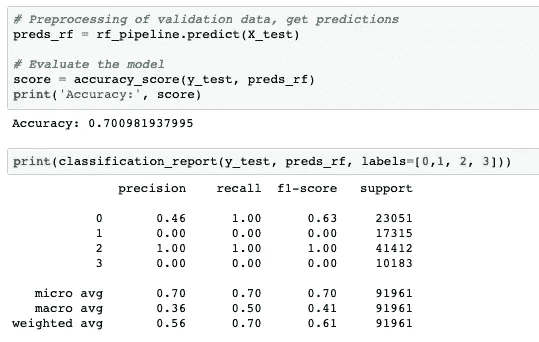 # Preprocessing of validation data, get predictions
preds_rf = rf_pipeline.predict(X_test)
# Evaluate the model
score = accuracy_score(y_test, preds_rf)
print('Accuracy:', score)
Accuracy: 0.700981937995
print(classification_report(y_test, preds_rf, labels=[0,1, 2, 3]))
precision recall f1-score support
0 0.46 1.00 0.63 23051
1 0.00 0.00 0.00 17315
2 1.00 1.00 1.00 41412
3 0.00 0.00 0.00 10183
micro avg 0.70 0.70 0.70 91961
macro avg 0.36 0.50 0.41 91961
weighted avg 0.56 0.70 0.61 91961